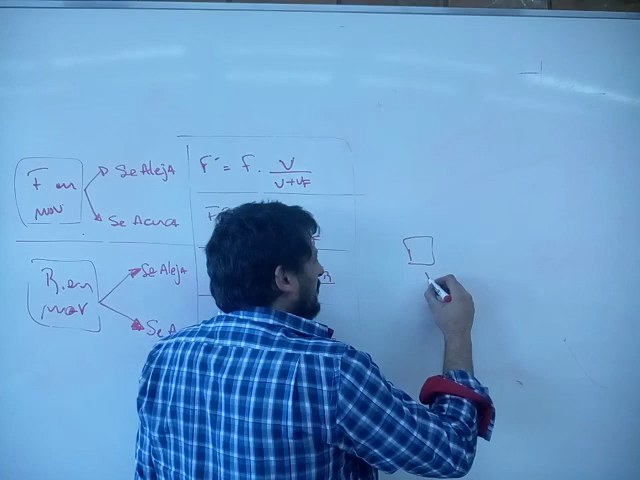 F en
mov
Se Aleja
Se Acerca
F' = f . V
V+VF
R. en
mov
Se Aleja
Se A